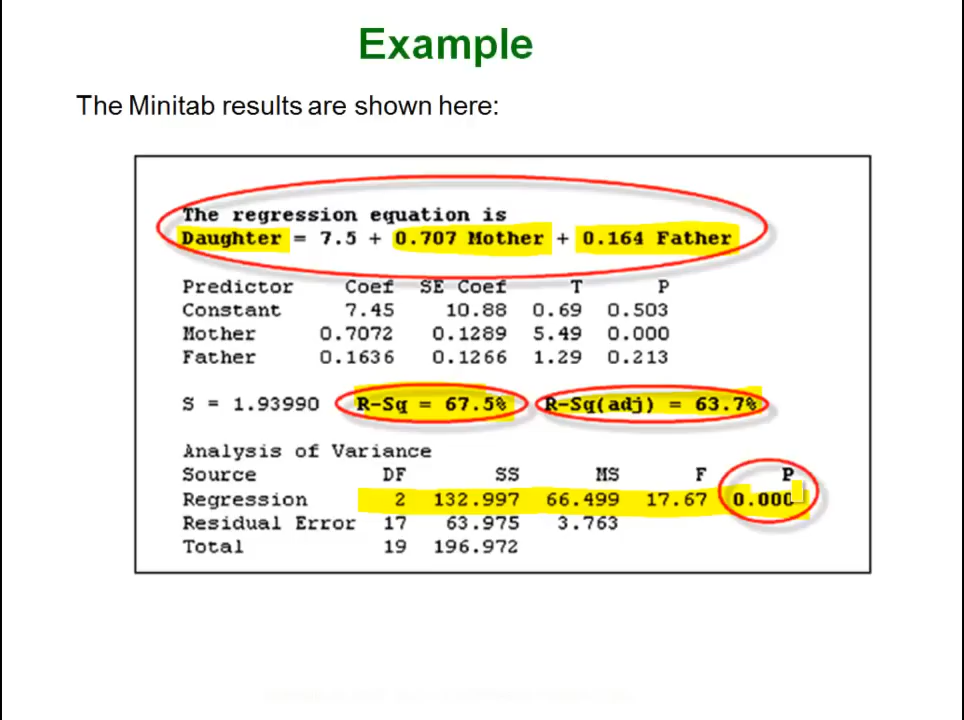 Example
The Minitab results are shown here:
The regression equation is
Daughter = 7.5 + 0.707 Mother + 0.164 Father
Predictor Coef SE Coef T P
Constant 7.45 10.88 0.69 0.503
Mother 0.7072 0.1289 5.49 0.000
Father 0.1636 0.1266 1.29 0.213
S = 1.93990 R-Sq = 67.5% R-Sq(adj) = 63.7%
Analysis of Variance
Source DF SS MS F P
Regression 2 132.997 66.499 17.67 0.000
Residual Error 17 63.975 3.763
Total 19 196.972